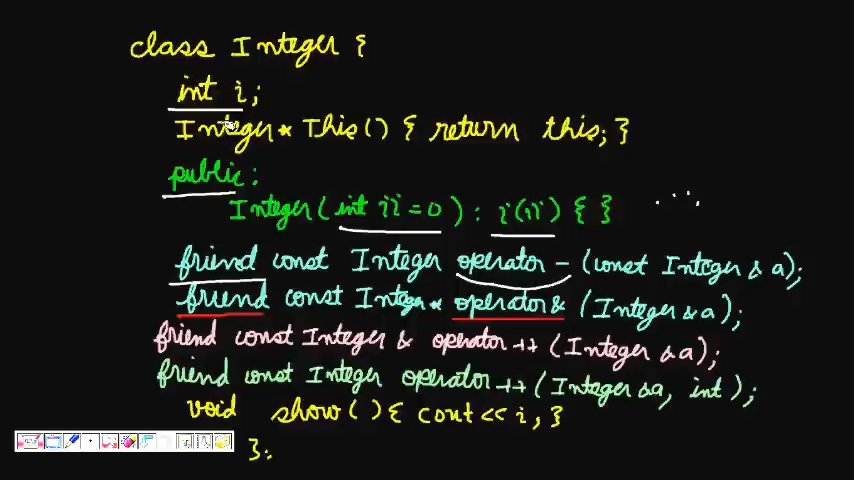 class Integer {
int i;
Integer* This() { return this; }
public:
Integer( int ii = 0 ) : i(ii) { } ....
friend const Integer operator - (const Integer & a);
friend const Integer * operator & (Integer & a);
friend const Integer & operator ++ (Integer & a);
friend const Integer operator ++ (Integer &a, int );
void show() { cout << i, }
}.